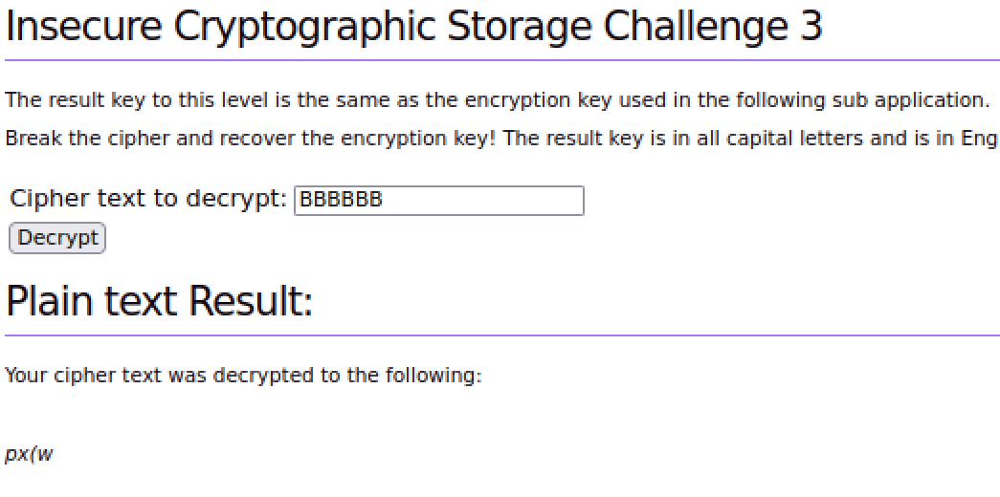 Insecure Cryptographic Storage Challenge 3
The result key to this level is the same as the encryption key used in the following sub application.
Break the cipher and recover the encryption key! The result key is in all capital letters and is in Eng
Cipher text to decrypt: BBBBBB
Decrypt
Plain text Result:
Your cipher text was decrypted to the following:
px(w